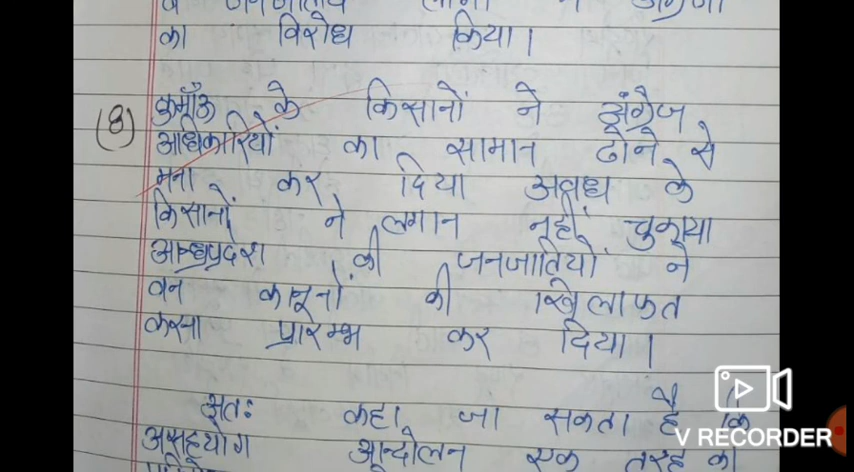 का विरोध किया।
(8) कुमाँऊ के किसानों ने अंग्रेज
अधिकारियों का सामान ढोने से
मना कर दिया अवध के
किसानों ने लगान नहीं चुकाया
आन्ध्रप्रदेश की जनजातियों ने
वन कानूनों की खिलाफत
करना प्रारम्भ कर दिया।
अतः कहा जा सकता है कि
असहयोग आन्दोलन एक तरह का
V RECORDER